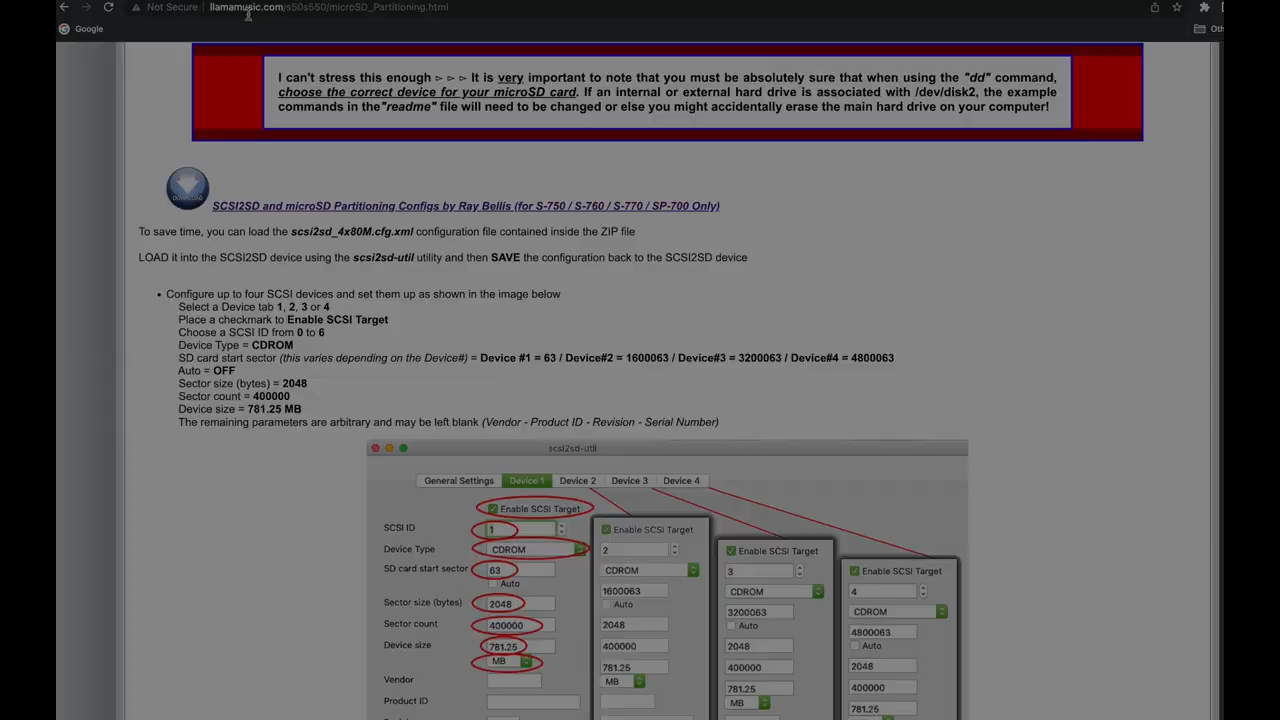 Not Secure
llamamusic.com/s50s550/microSD_Partitioning.html
Google
I can't stress this enough ▻ ▻ ▻ It is very important to note that you must be absolutely sure that when using the "dd" command,
choose the correct device for your microSD card. If an internal or external hard drive is associated with /dev/disk2, the example
commands in the"readme" file will need to be changed or else you might accidentally erase the main hard drive on your computer!
DOWNLOAD
SCSI2SD and microSD Partitioning Configs by Ray Bellis (for S-750 / S-760 / S-770 / SP-700 Only)
To save time, you can load the scsi2sd_4x80M.cfg.xml configuration file contained inside the ZIP file
LOAD it into the SCSI2SD device using the scsi2sd-util utility and then SAVE the configuration back to the SCSI2SD device
• Configure up to four SCSI devices and set them up as shown in the image below
Select a Device tab 1, 2, 3 or 4
Place a checkmark to Enable SCSI Target
Choose a SCSI ID from 0 to 6
Device Type = CDROM
SD card start sector (this varies depending on the Device#) = Device #1 = 63 / Device#2 = 1600063 / Device#3 = 3200063 / Device#4 = 4800063
Auto = OFF
Sector size (bytes) = 2048
Sector count = 400000
Device size = 781.25 MB
The remaining parameters are arbitrary and may be left blank (Vendor - Product ID - Revision - Serial Number)
scsi2sd-util
General Settings Device 1 Device 2 Device 3 Device 4
Enable SCSI Target
SCSI ID 1
Device Type CDROM
SD card start sector 63
Auto
Sector size (bytes) 2048
Sector count 400000
Device size 781.25
MB
Vendor
Product ID
Enable SCSI Target
2
CDROM
1600063
Auto
2048
400000
781.25
MB
Enable SCSI Target
3
CDROM
3200063
Auto
2048
400000
781.25
MB
Enable SCSI Target
4
CDROM
4800063
Auto
2048
400000
781.25